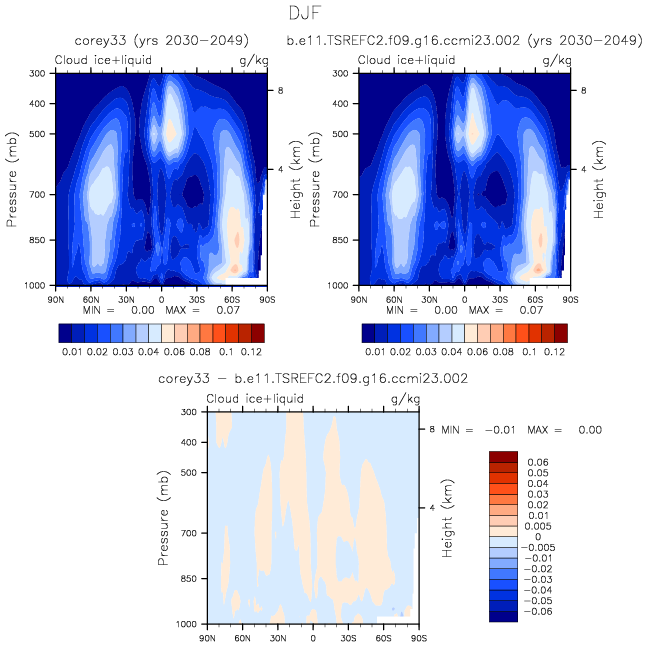 DJF
corey33 (yrs 2030-2049)
b.e11.TSREFC2.f09.g16.ccmi23.002 (yrs 2030-2049)
Cloud ice+liquid g/kg
Cloud ice+liquid g/kg
300
400
500
700
850
1000
Pressure (mb)
8
4
Height (km)
90N 60N 30N 0 30S 60S 90S
MIN = 0.00 MAX = 0.07
0.01 0.02 0.03 0.04 0.06 0.08 0.1 0.12
300
400
500
700
850
1000
Pressure (mb)
8
4
Height (km)
90N 60N 30N 0 30S 60S 90S
MIN = 0.00 MAX = 0.07
0.01 0.02 0.03 0.04 0.06 0.08 0.1 0.12
corey33 - b.e11.TSREFC2.f09.g16.ccmi23.002
Cloud ice+liquid g/kg
300
400
500
700
850
1000
Pressure (mb)
8
4
Height (km)
90N 60N 30N 0 30S 60S 90S
MIN = -0.01 MAX = 0.00
0.06
0.05
0.04
0.03
0.02
0.01
0.005
0
-0.005
-0.01
-0.02
-0.03
-0.04
-0.05
-0.06